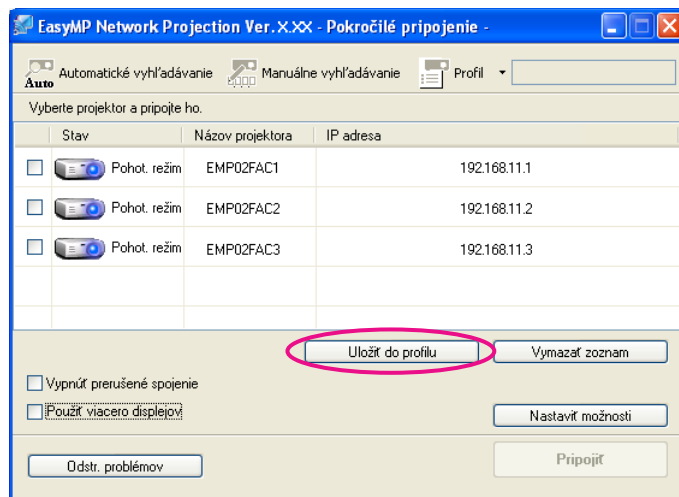 EasyMP Network Projection Ver.X.XX - Pokročilé pripojenie -
Auto Automatické vyhľadávanie Manuálne vyhľadávanie Profil
Vyberte projektor a pripojte ho.
Stav Názov projektora IP adresa
Pohot. režim EMP02FAC1 192.168.11.1
Pohot. režim EMP02FAC2 192.168.11.2
Pohot. režim EMP02FAC3 192.168.11.3
Uložiť do profilu Vymazať zoznam
Vypnúť prerušené spojenie
Použiť viacero displejov
Nastaviť možnosti
Odstr. problémov Pripojiť